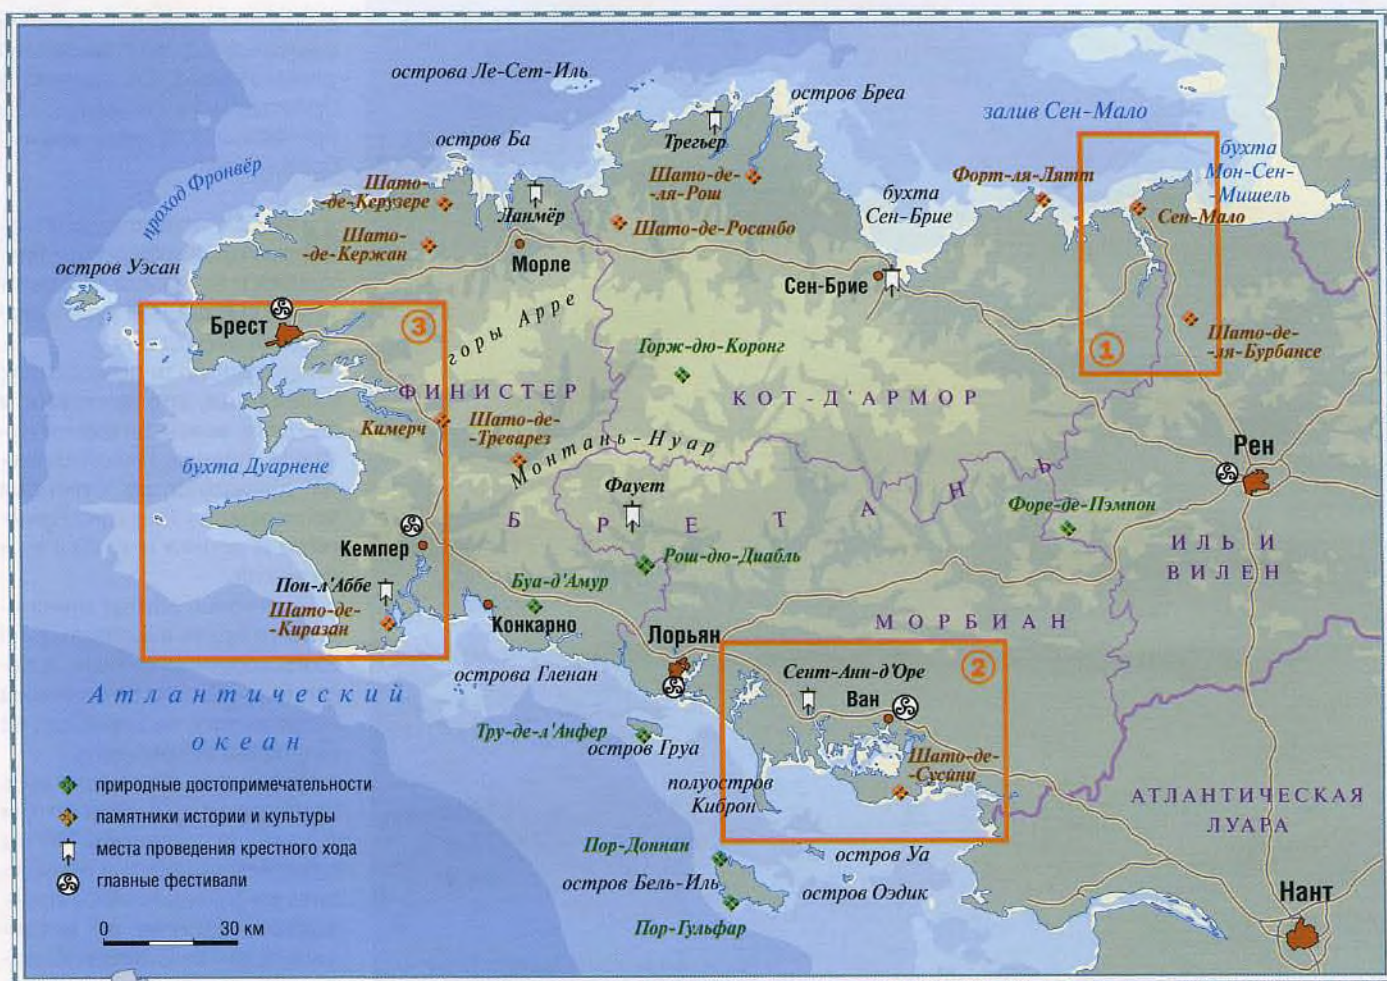 острова Ле-Сет-Иль
остров Бреа
залив Сен-Мало
остров Ба
Трегьер
бухта
Мон-Сен-
-Мишель
проход Фронвёр
Шато-
-де-Керузере
Ланмёр
Шато-де-
-ля-Рош
бухта
Сен-Брие
Форт-ля-Лятт
Сен-Мало
Шато-
-де-Кержан
Шато-де-Росанбо
остров Уэсан
Морле
Сен-Брие
Брест
3
горы Арре
Горж-дю-Коронг
1
Шато-де-
-ля-Бурбансе
ФИНИСТЕР
КОТ-Д'АРМОР
Кимерч
Шато-де-
-Треварез
Монтань-Нуар
Рен
бухта Дуарнене
Фаует
БРЕТАНЬ
Форе-де-Пэмпон
Кемпер
Рош-дю-Диабль
ИЛЬ И
ВИЛЕН
Пон-л'Аббе
Буа-д'Амур
Шато-де-
-Киразан
Конкарно
Лорьян
МОРБИАН
острова Гленан
Сент-Анн-д'Оре
2
Ван
Атлантический
океан
Тру-де-л'Анфер
остров Груа
Шато-де-
-Сусини
полуостров
Киброн
АТЛАНТИЧЕСКАЯ
ЛУАРА
природные достопримечательности
памятники истории и культуры
места проведения крестного хода
главные фестивали
Пор-Доннан
остров Уа
остров Бель-Иль
остров Оэдик
Нант
Пор-Гульфар
0 30 км